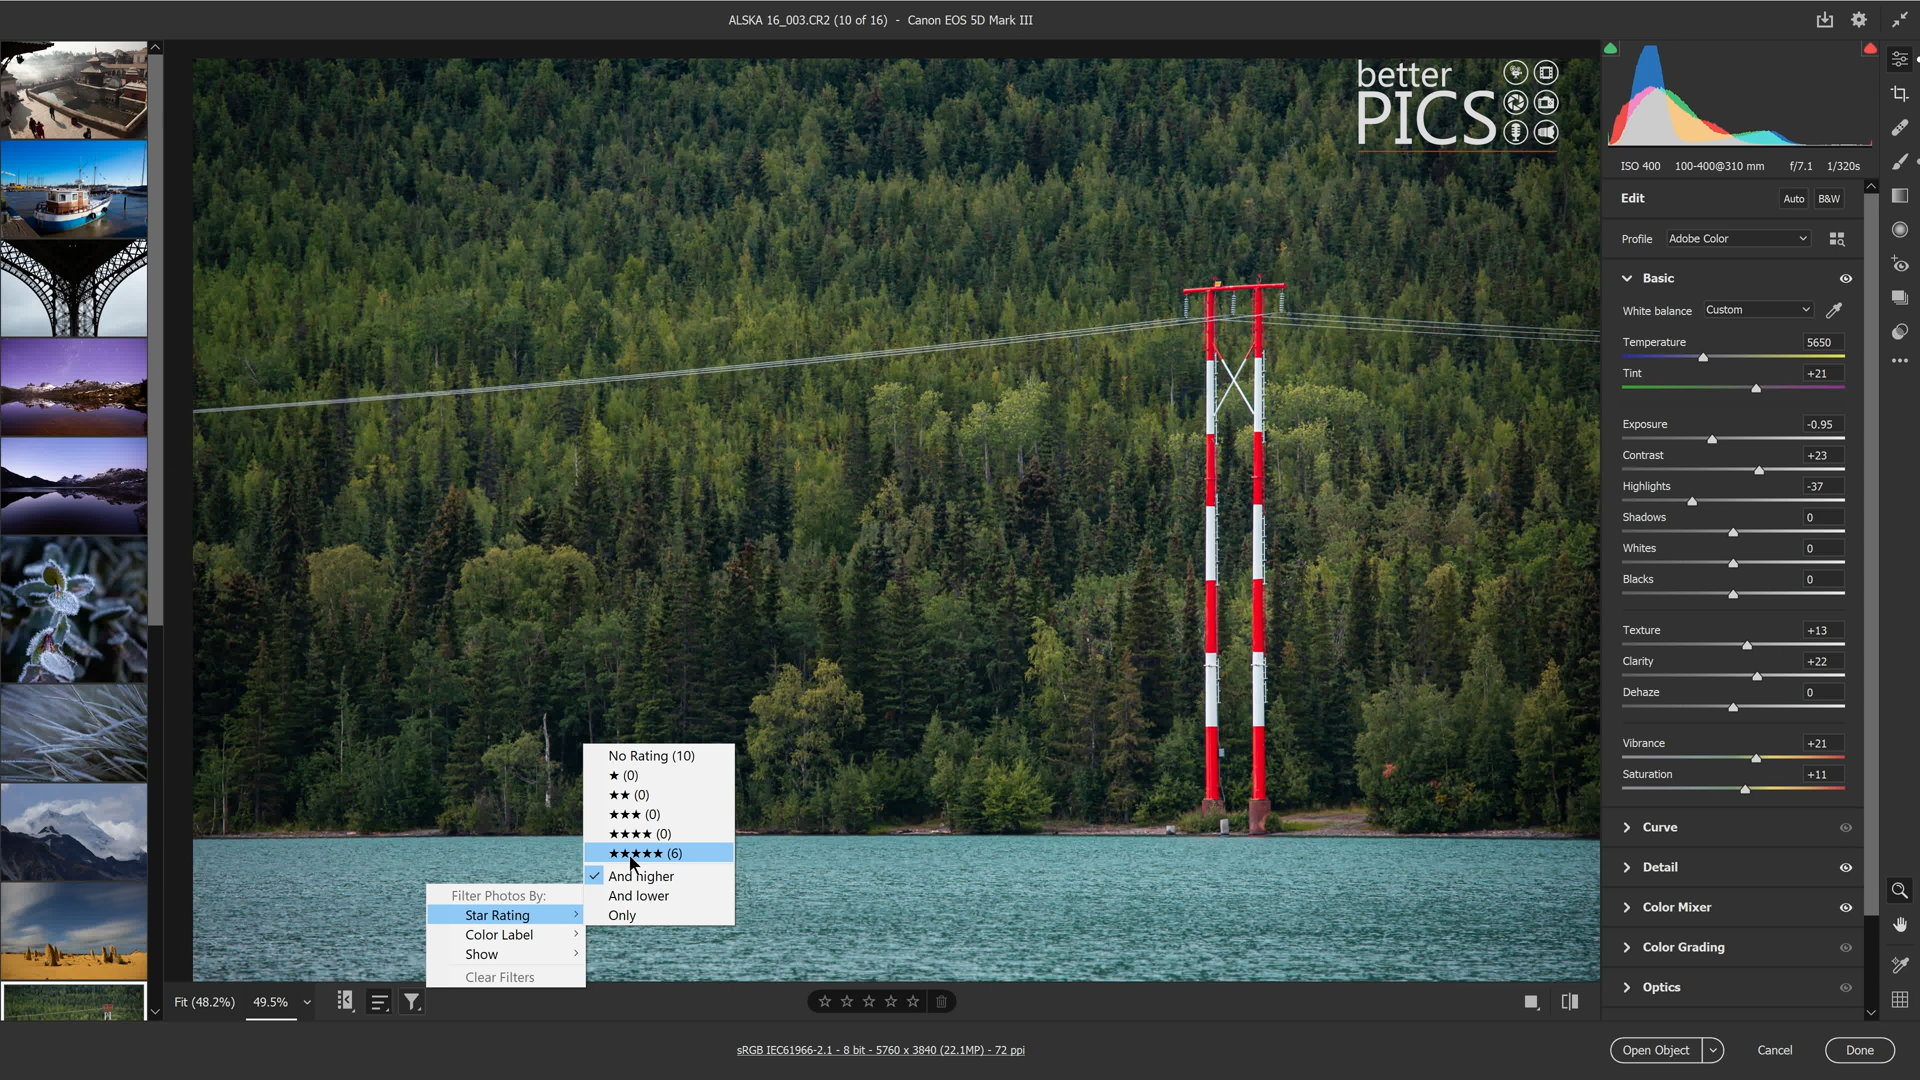 ALSKA 16_003.CR2 (10 of 16)  -  Canon EOS 5D Mark III
better
PICS
ISO 400 100-400@310 mm f/7.1 1/320s
Edit Auto B&W
Profile Adobe Color
Basic
White balance Custom
Temperature 5650
Tint +21
Exposure -0.95
Contrast +23
Highlights -37
Shadows 0
Whites 0
Blacks 0
Texture +13
Clarity +22
Dehaze 0
Vibrance +21
Saturation +11
Curve
Detail
Color Mixer
Color Grading
Optics
No Rating (10)
★ (0)
★★ (0)
★★★ (0)
★★★★ (0)
★★★★★ (6)
And higher
And lower
Only
Filter Photos By:
Star Rating
Color Label
Show
Clear Filters
Fit (48.2%) 49.5%
sRGB IEC61966-2.1 - 8 bit - 5760 x 3840 (22.1MP) - 72 ppi
Open Object Cancel Done